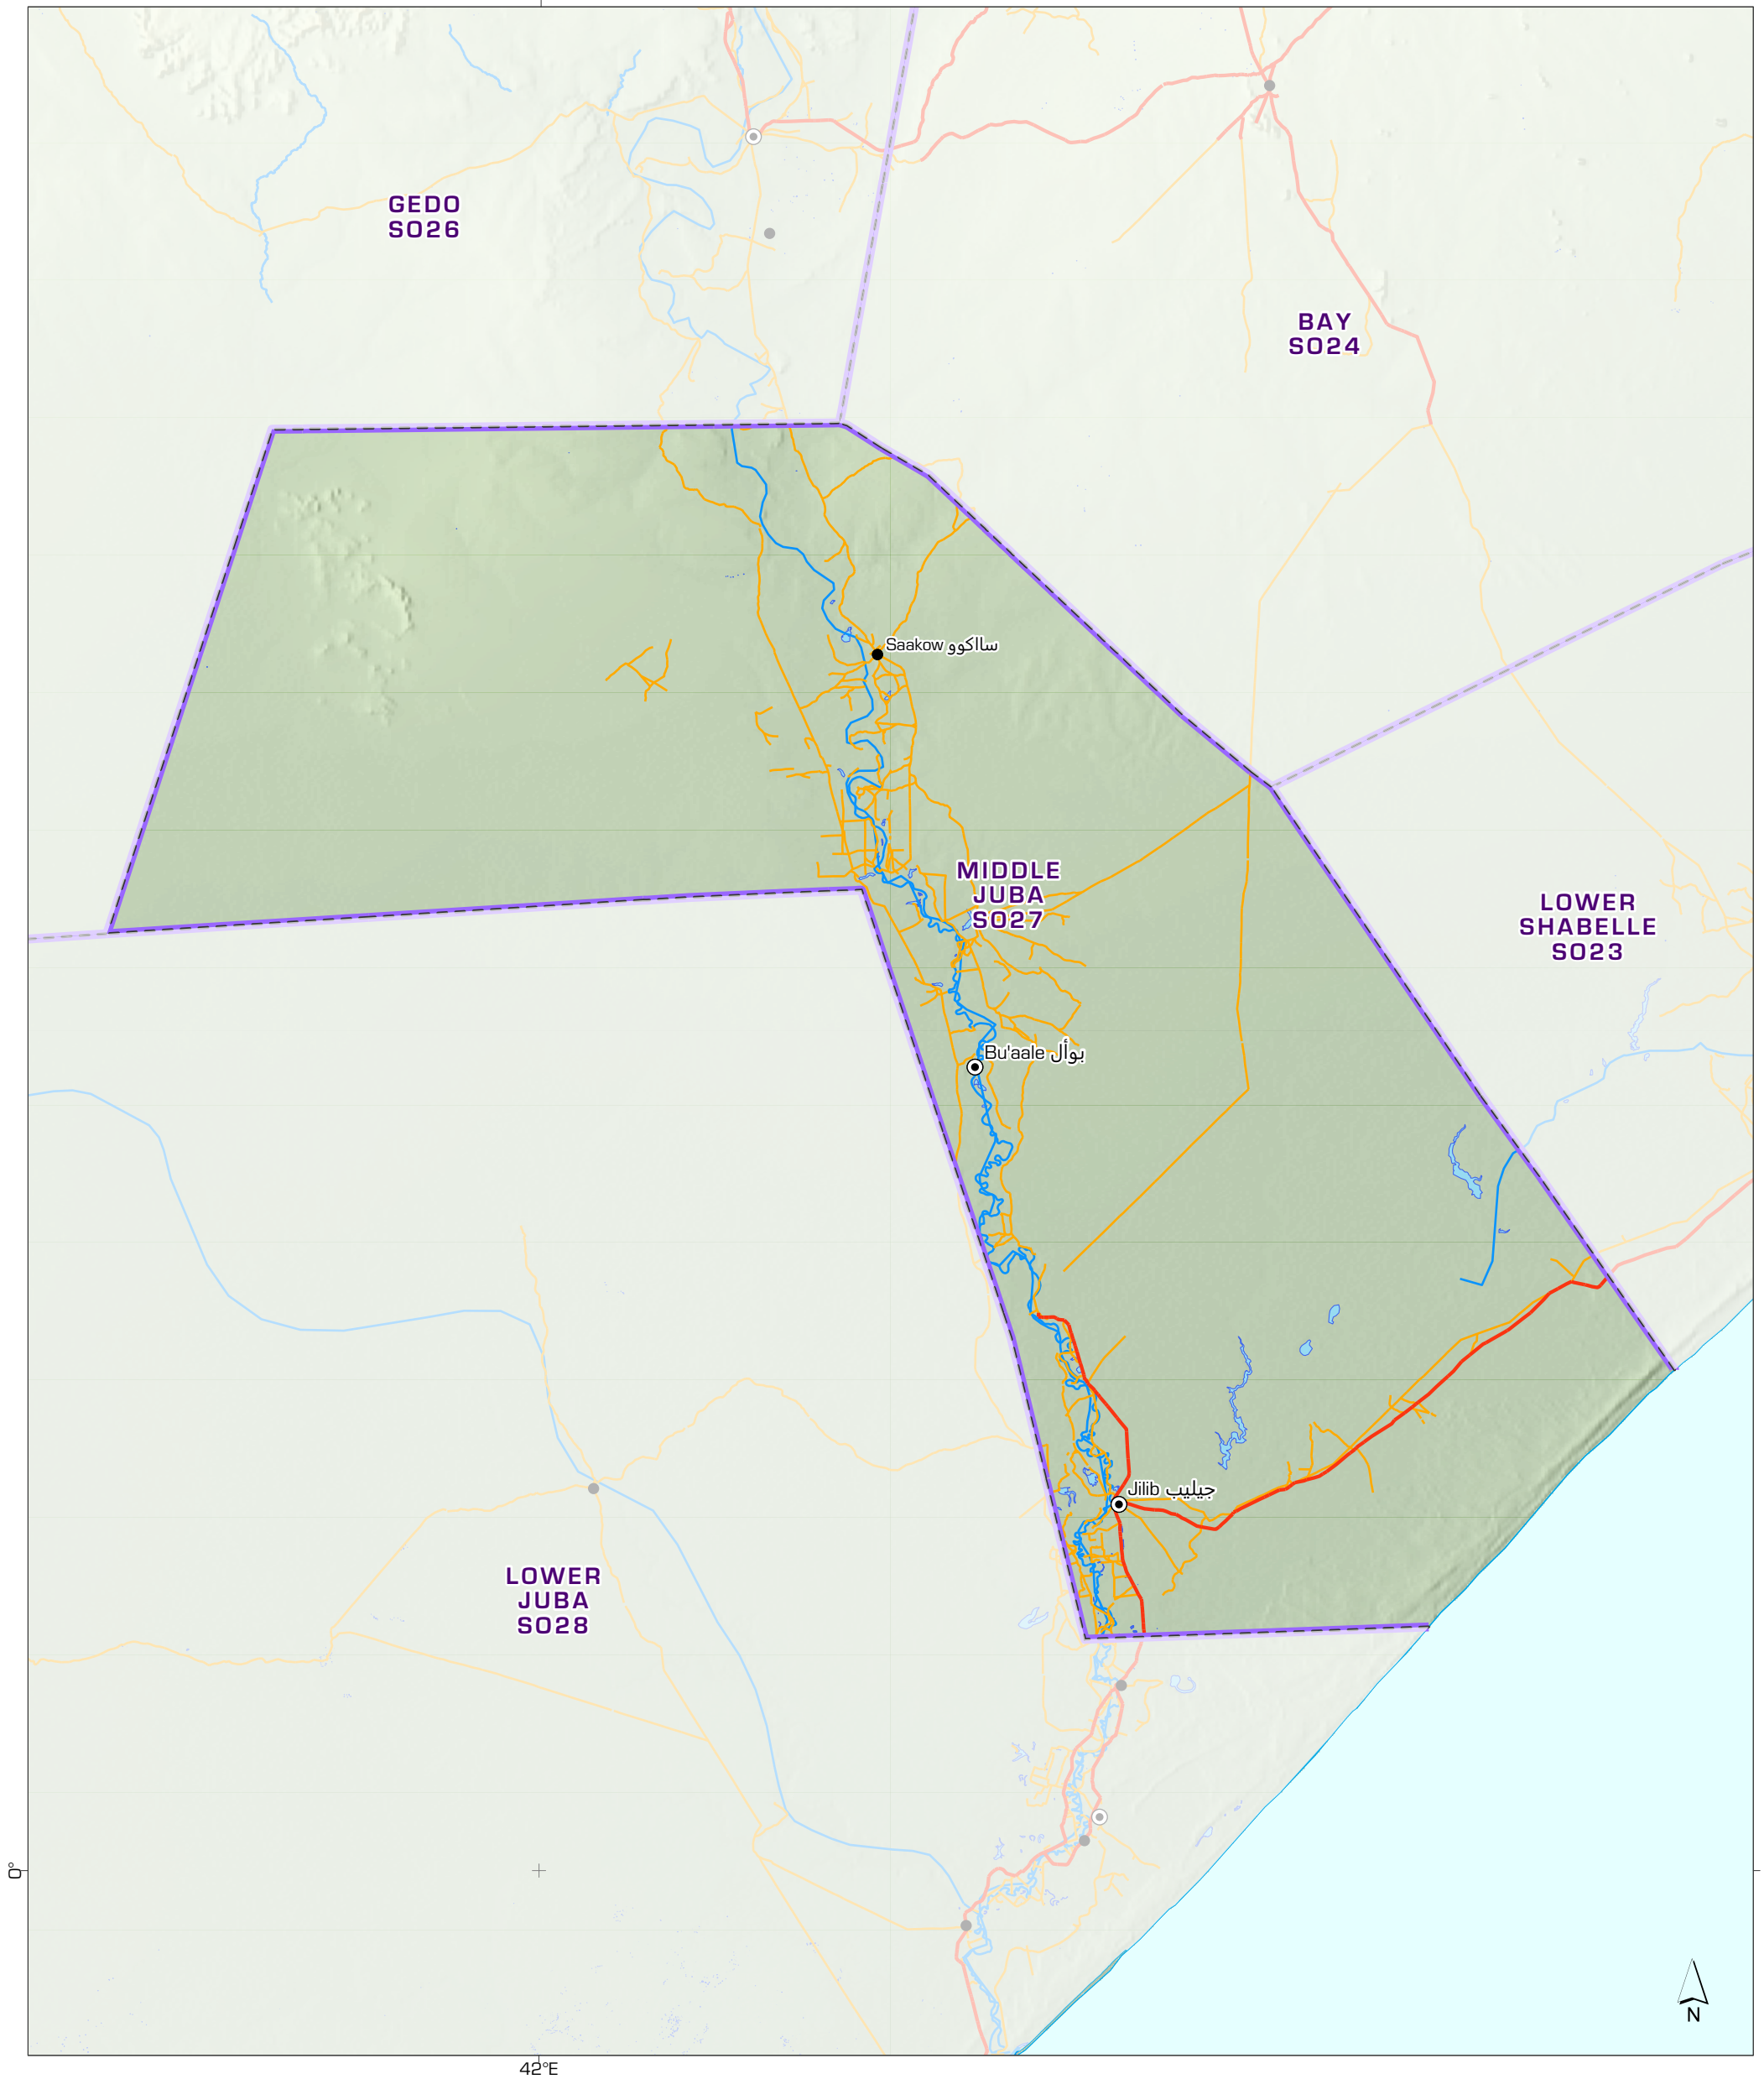 GEDO
SO26
BAY
SO24
Saakow سااكوو
MIDDLE
JUBA
SO27
LOWER
SHABELLE
SO23
Bu'aale بوأل
Jilib جيليب
LOWER
JUBA
SO28
0°
N
42°E